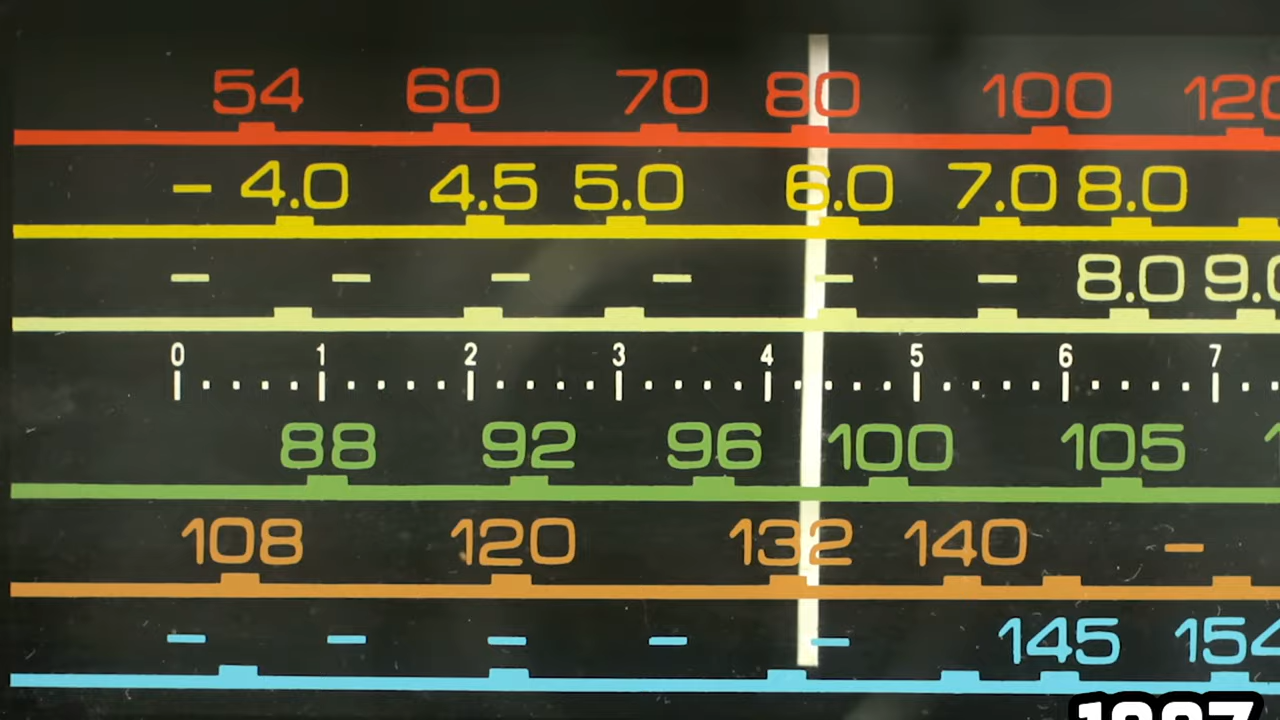 54 60 70 80 100 120
– 4.0 4.5 5.0 6.0 7.0 8.0
– – – – – – 8.0 9.0
0 1 2 3 4 5 6 7
88 92 96 100 105
108 120 132 140 –
– – – – – 145 154